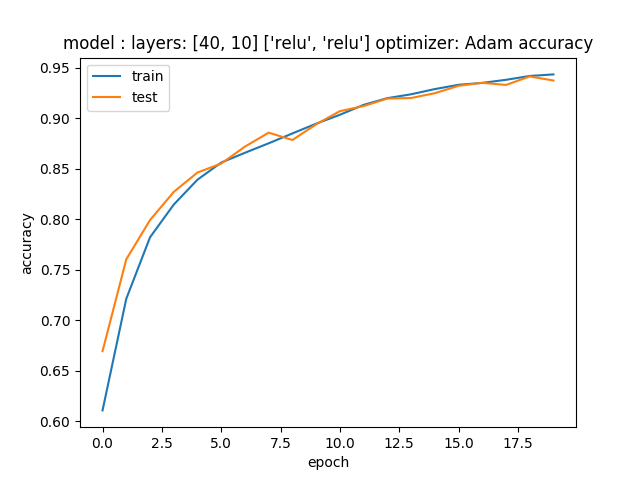 model : layers: [40, 10] ['relu', 'relu'] optimizer: Adam accuracy
train
test
0.95
0.90
0.85
0.80
0.75
0.70
0.65
0.60
accuracy
0.0 2.5 5.0 7.5 10.0 12.5 15.0 17.5
epoch